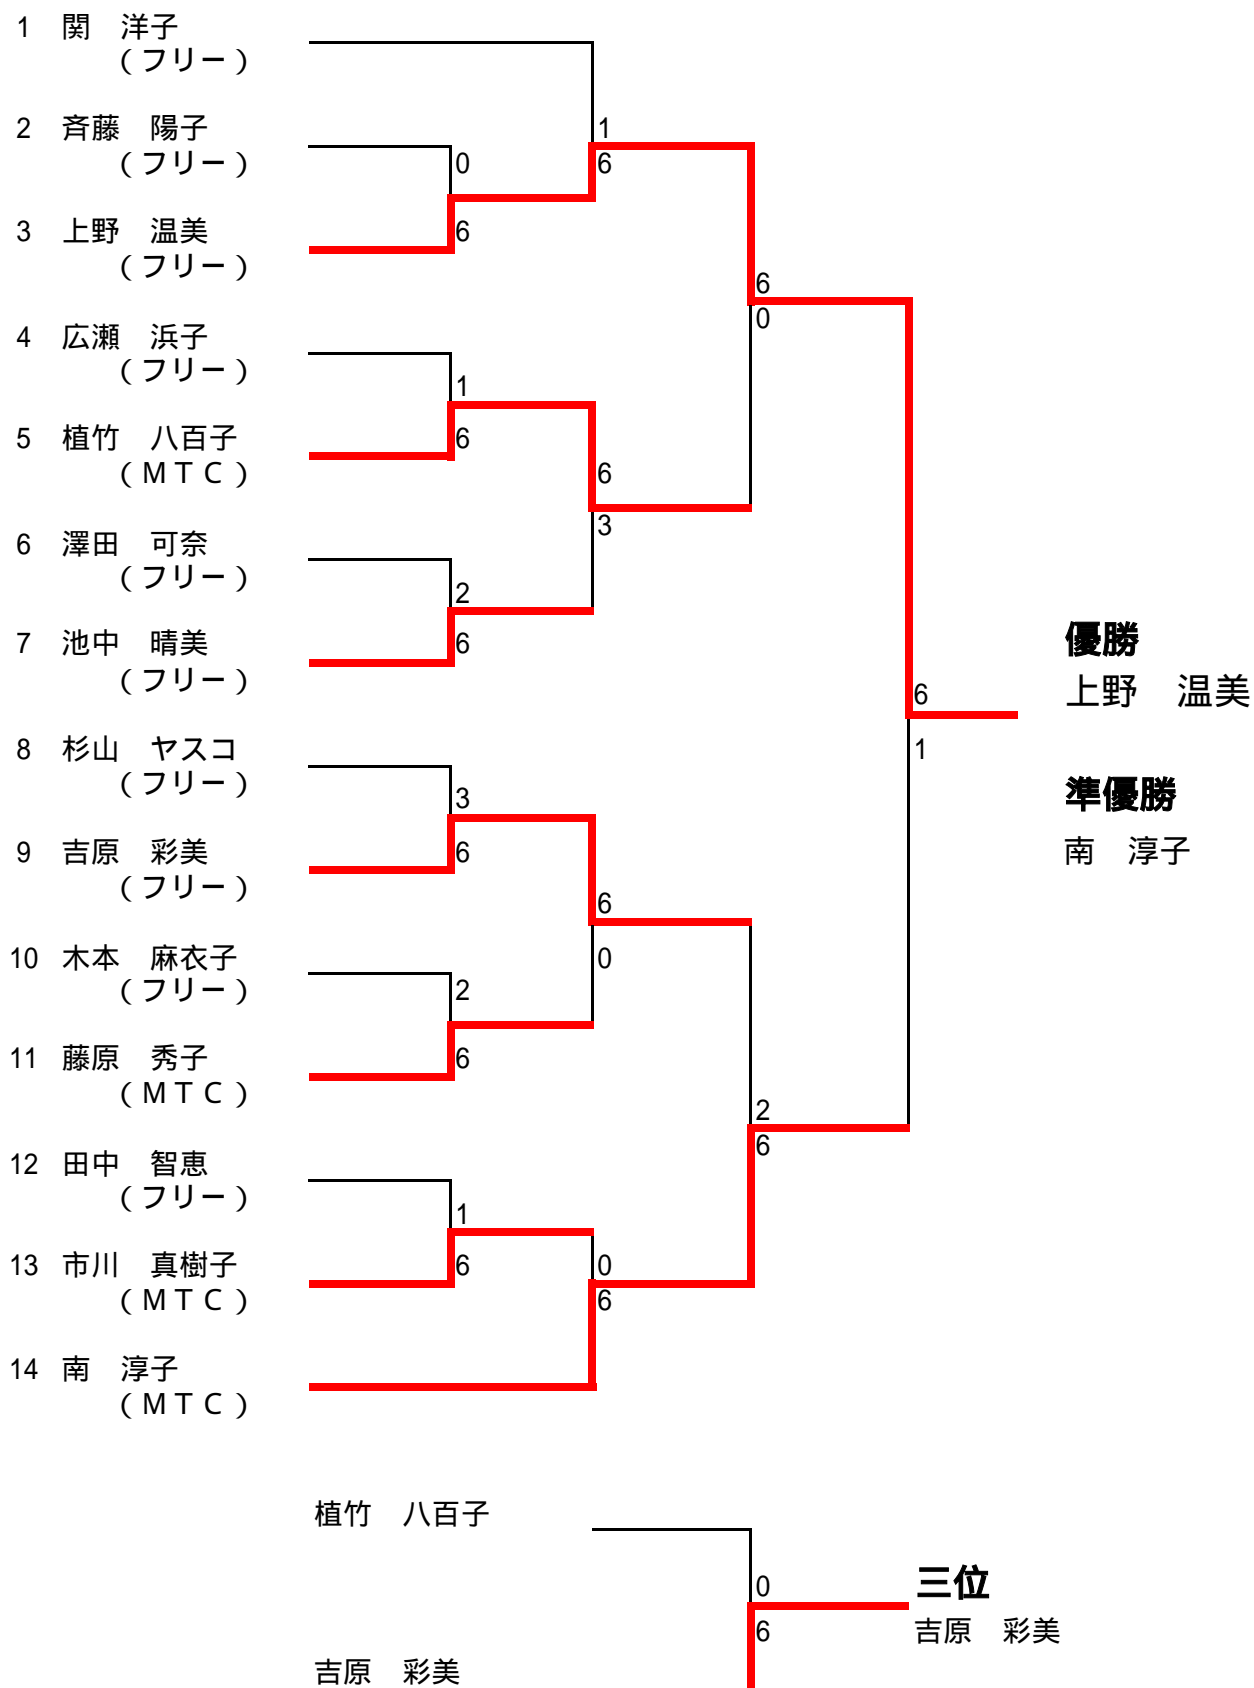 1 関　洋子
（フリー）
1
2 斉藤　陽子
（フリー）
0
6
3 上野　温美
6
（フリー）
6
0
4 広瀬　浜子
（フリー）
1
5 植竹　八百子
6
（ＭＴＣ）
6
3
6 澤田　可奈
（フリー）
2
7 池中　晴美
6
（フリー）
優勝
上野　温美
6
1
8 杉山　ヤスコ
（フリー）
準優勝
3
南　淳子
9 吉原　彩美
6
（フリー）
6
0
10 木本　麻衣子
（フリー）
2
11 藤原　秀子
6
（ＭＴＣ）
2
6
12 田中　智恵
（フリー）
1
13 市川　真樹子
6
0
（ＭＴＣ）
6
14 南　淳子
（ＭＴＣ）
植竹　八百子
0
三位
6
吉原　彩美
吉原　彩美